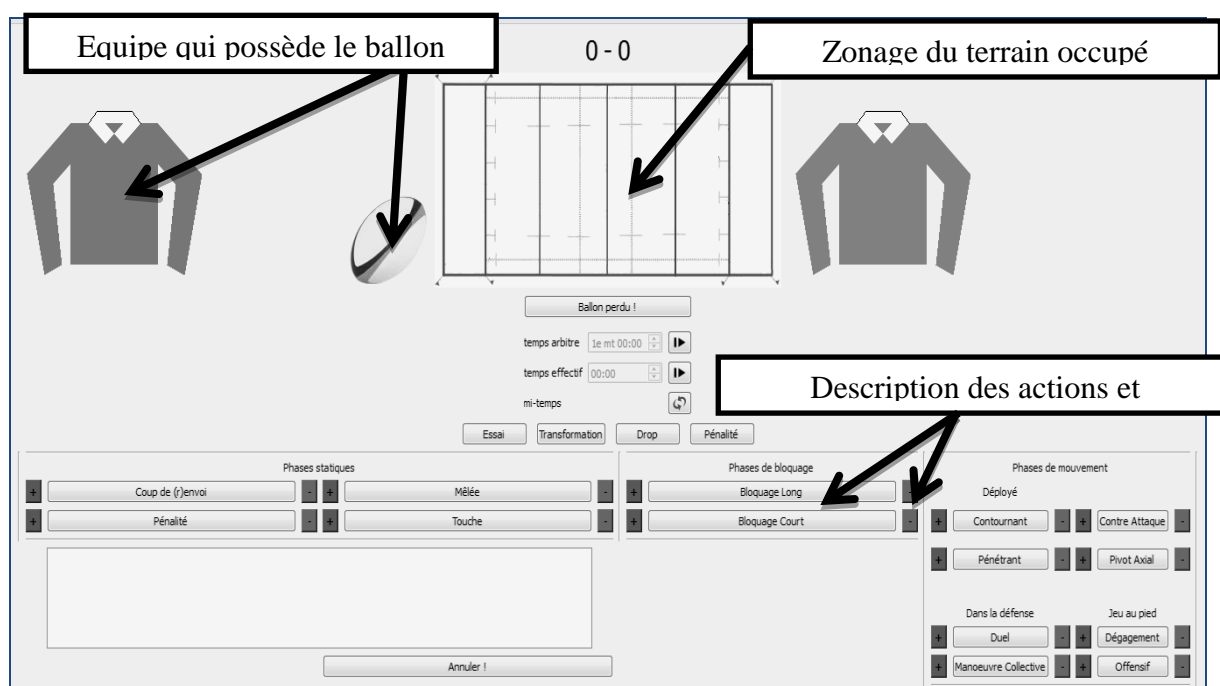 Equipe qui possède le ballon
0 - 0
Zonage du terrain occupé
Ballon perdu !
temps arbitre 1e mt 00:00
temps effectif 00:00
mi-temps
Description des actions et
Essai Transformation Drop Pénalité
Phases statiques
Phases de bloquage
Phases de mouvement
+ Coup de (r)envoi - + Mêlée -
+ Bloquage Long -
Déployé
+ Pénalité - + Touche -
+ Bloquage Court -
+ Contournant - + Contre Attaque -
+ Pénétrant - + Pivot Axial -
Dans la défense Jeu au pied
+ Duel - + Dégagement -
+ Manoeuvre Collective - + Offensif -
Annuler !